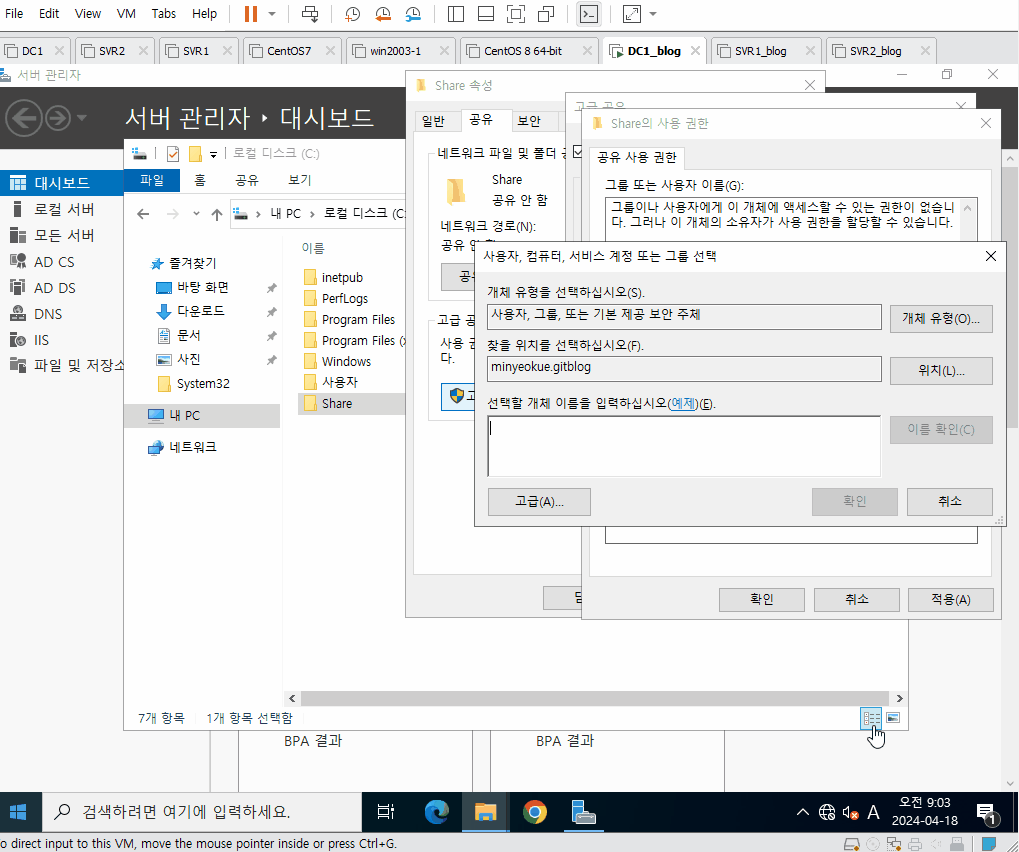 File Edit View VM Tabs Help
DC1 SVR2 SVR1 CentOS7 win2003-1 CentOS 8 64-bit DC1_blog SVR1_blog SVR2_blog
서버 관리자
서버 관리자 대시보드
대시보드
로컬 서버
모든 서버
AD CS
AD DS
DNS
IIS
파일 및 저장소
로컬 디스크 (C:)
파일 홈 공유 보기
내 PC 로컬 디스크 (C:
이름
즐겨찾기
바탕 화면
다운로드
문서
사진
System32
내 PC
네트워크
inetpub
PerfLogs
Program Files
Program Files (x
Windows
사용자
Share
7개 항목 1개 항목 선택함
BPA 결과 BPA 결과
Share 속성
일반 공유 보안
네트워크 파일 및 폴더
Share
공유 안 함
네트워크 경로(N):
공유 안
공유
고급 공
사용
다.
고급 공유
Share의 사용 권한
공유 사용 권한
그룹 또는 사용자 이름(G):
그룹이나 사용자에게 이 개체에 액세스할 수 있는 권한이 없습니
다. 그러나 이 개체의 소유자가 사용 권한을 할당할 수 있습니다.
사용자, 컴퓨터, 서비스 계정 또는 그룹 선택
개체 유형을 선택하십시오(S).
사용자, 그룹, 또는 기본 제공 보안 주체
개체 유형(O)...
찾을 위치를 선택하십시오(F).
minyeokue.gitblog
위치(L)...
선택할 개체 이름을 입력하십시오(예제)(E).
이름 확인(C)
고급(A)... 확인 취소
확인 취소 적용(A)
검색하려면 여기에 입력하세요.
A
오전 9:03
2024-04-18
1
o direct input to this VM, move the mouse pointer inside or press Ctrl+G.